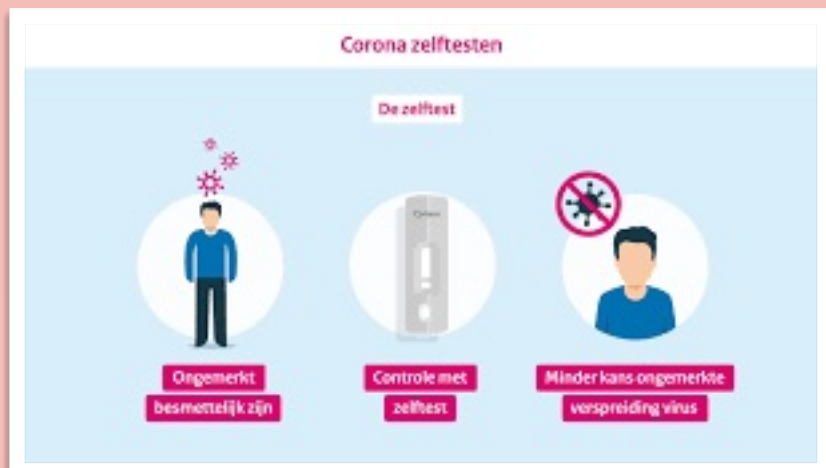 Corona zelftesten
De zelftest
Ongemerkt
besmettelijk zijn
Controle met
zelftest
Minder kans ongemerkte
verspreiding virus